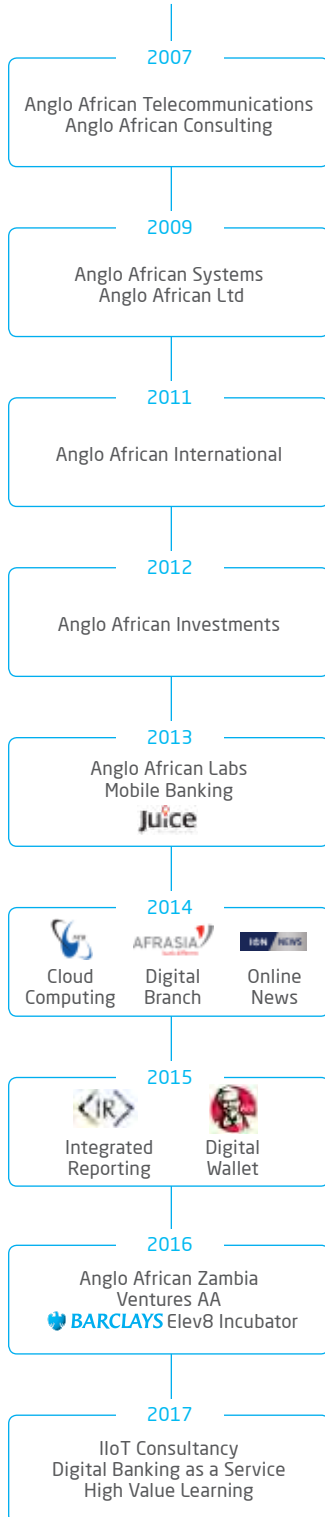 2007
Anglo African Telecommunications
Anglo African Consulting
2009
Anglo African Systems
Anglo African Ltd
2011
Anglo African International
2012
Anglo African Investments
2013
Anglo African Labs
Mobile Banking
Juice
2014
AFRASIA
ION NEWS
Cloud Computing
Digital Branch
Online News
2015
<IR>
Integrated Reporting
Digital Wallet
2016
Anglo African Zambia
Ventures AA
BARCLAYS Elev8 Incubator
2017
IIoT Consultancy
Digital Banking as a Service
High Value Learning